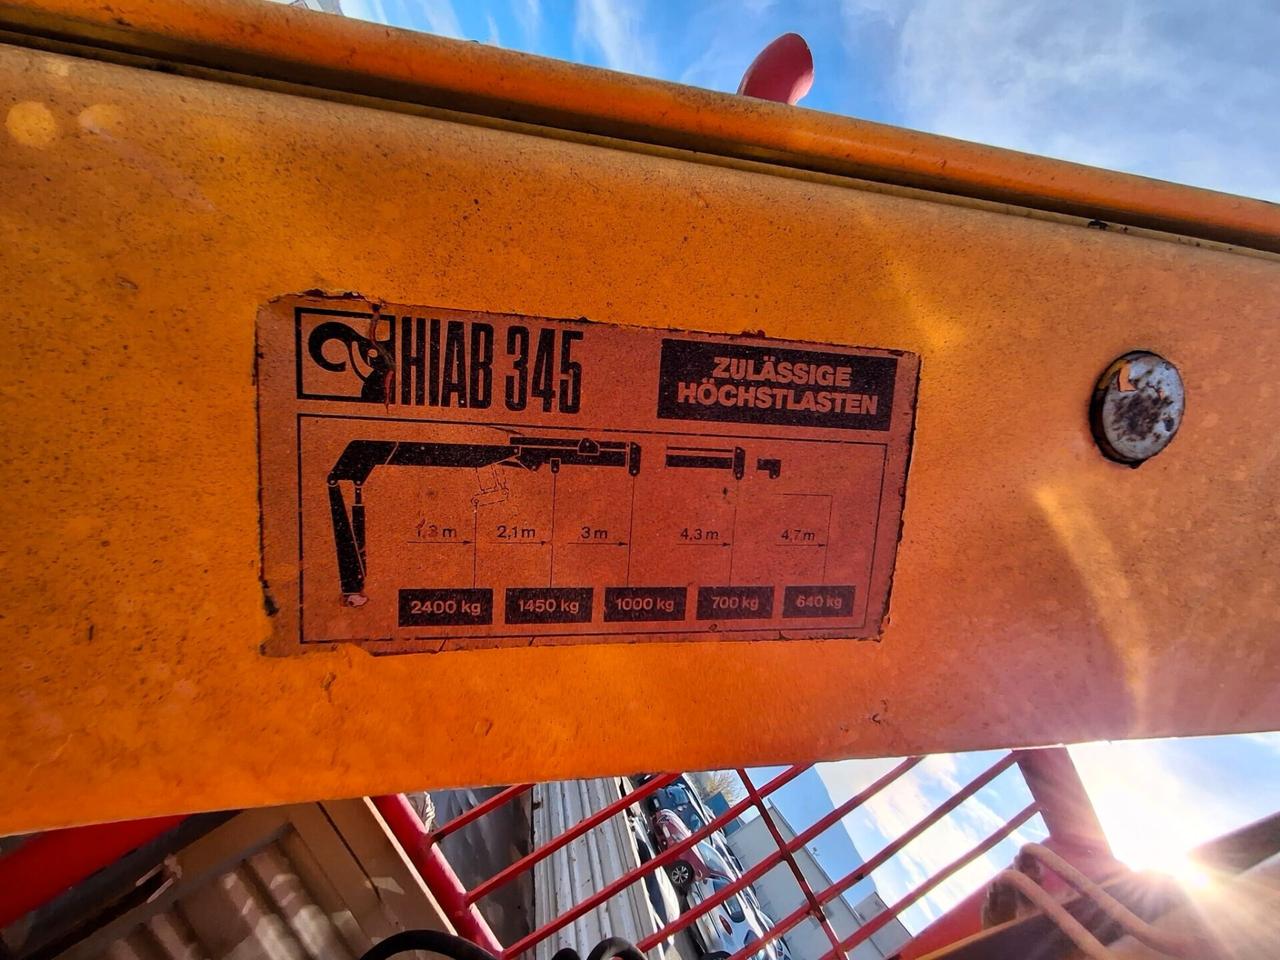 HIAB 345
ZULÄSSIGE
HÖCHSTLASTEN
1,3 m 2,1 m 3 m 4,3 m 4,7 m
2400 kg 1450 kg 1000 kg 700 kg 640 kg